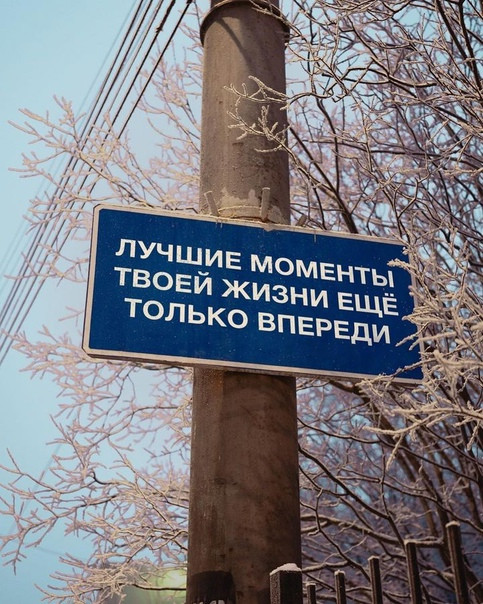 ЛУЧШИЕ МОМЕНТЫ
ТВОЕЙ ЖИЗНИ ЕЩЁ
ТОЛЬКО ВПЕРЕДИ